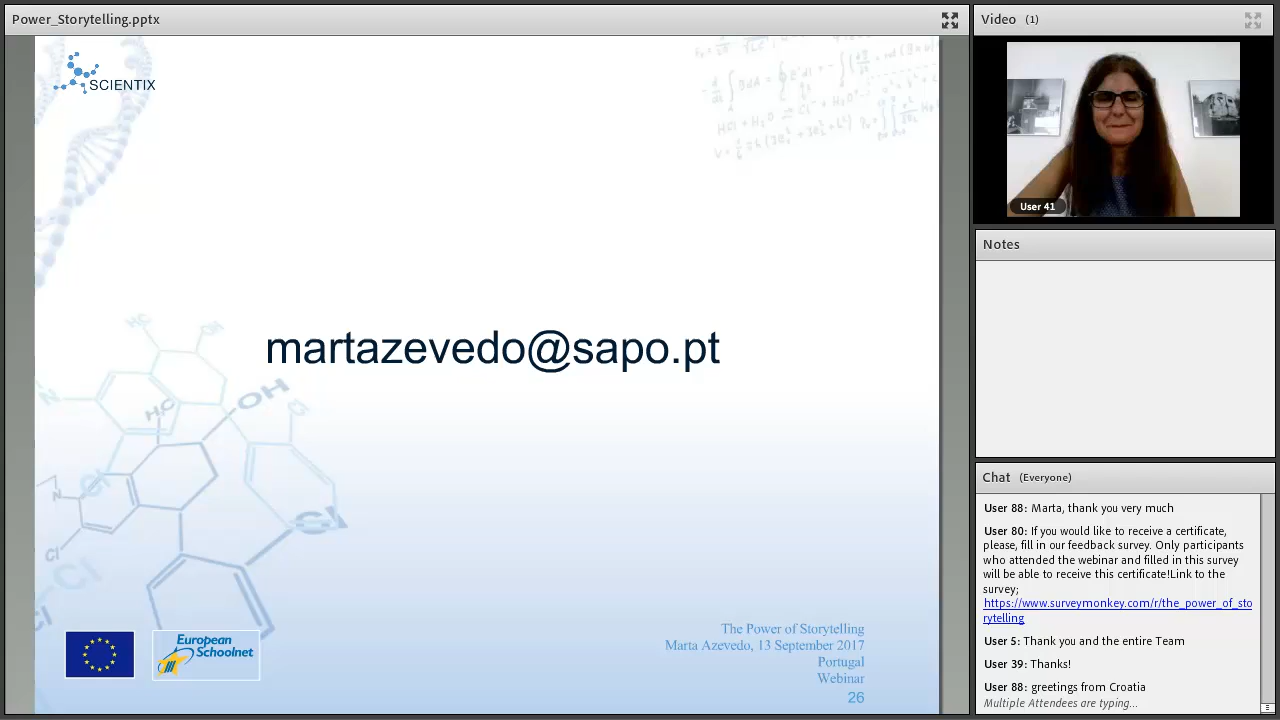 Power_Storytelling.pptx
SCIENTIX
martazevedo@sapo.pt
OH
European
Schoolnet
The Power of Storytelling
Marta Azevedo, 13 September 2017
Portugal
Webinar
26
Video (1)
User 41
Notes
Chat (Everyone)
User 88: Marta, thank you very much
User 80: If you would like to receive a certificate,
please, fill in our feedback survey. Only participants
who attended the webinar and filled in this survey
will be able to receive this certificate!Link to the
survey;
https://www.surveymonkey.com/r/the_power_of_sto
rytelling
User 5: Thank you and the entire Team
User 39: Thanks!
User 88: greetings from Croatia
Multiple Attendees are typing...